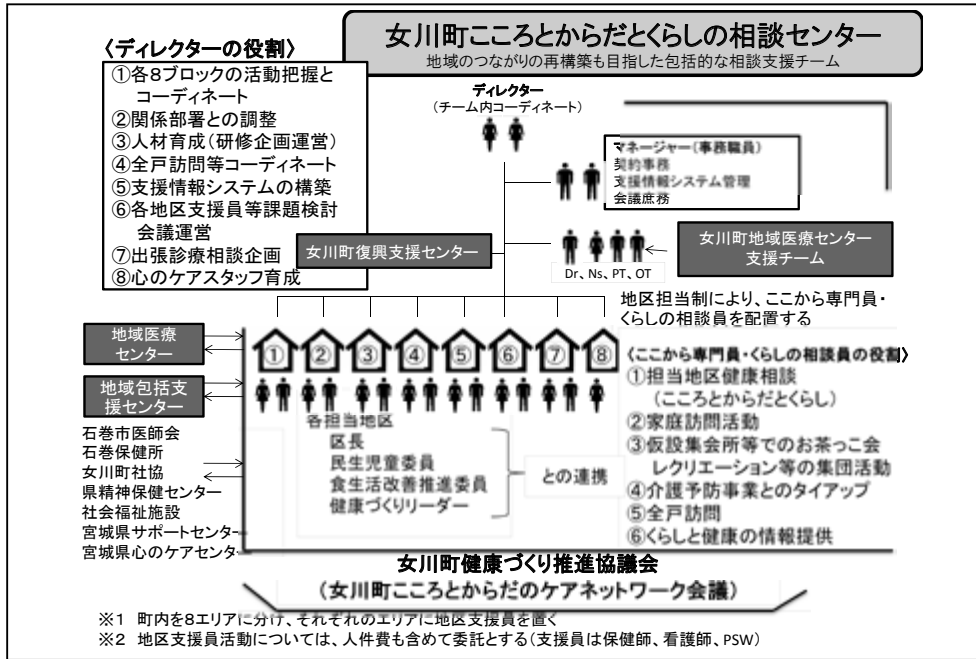 女川町こころとからだとくらしの相談センター
地域のつながりの再構築も目指した包括的な相談支援チーム
〈ディレクターの役割〉
①各8ブロックの活動把握と
コーディネート
②関係部署との調整
③人材育成(研修企画運営)
④全戸訪問等コーディネート
⑤支援情報システムの構築
⑥各地区支援員等課題検討
会議運営
⑦出張診療相談企画
⑧心のケアスタッフ育成
ディレクター
(チーム内コーディネート)
マネージャー(事務職員)
契約事務
支援情報システム管理
会議庶務
女川町復興支援センター
Dr、Ns、PT、OT
女川町地域医療センター
支援チーム
地区担当制により、ここから専門員・
くらしの相談員を配置する
地域医療
センター
地域包括支
援センター
① ② ③ ④ ⑤ ⑥ ⑦ ⑧
石巻市医師会
石巻保健所
女川町社協
県精神保健センター
社会福祉施設
宮城県サポートセンター
宮城県心のケアセンター
各担当地区
区長
民生児童委員
食生活改善推進委員
健康づくりリーダー
との連携
〈ここから専門員・くらしの相談員の役割〉
①担当地区健康相談
(こころとからだとくらし)
②家庭訪問活動
③仮設集会所等でのお茶っこ会
レクリエーション等の集団活動
④介護予防事業とのタイアップ
⑤全戸訪問
⑥くらしと健康の情報提供
女川町健康づくり推進協議会
(女川町こころとからだのケアネットワーク会議)
※1 町内を8エリアに分け、それぞれのエリアに地区支援員を置く
※2 地区支援員活動については、人件費も含めて委託とする(支援員は保健師、看護師、PSW)